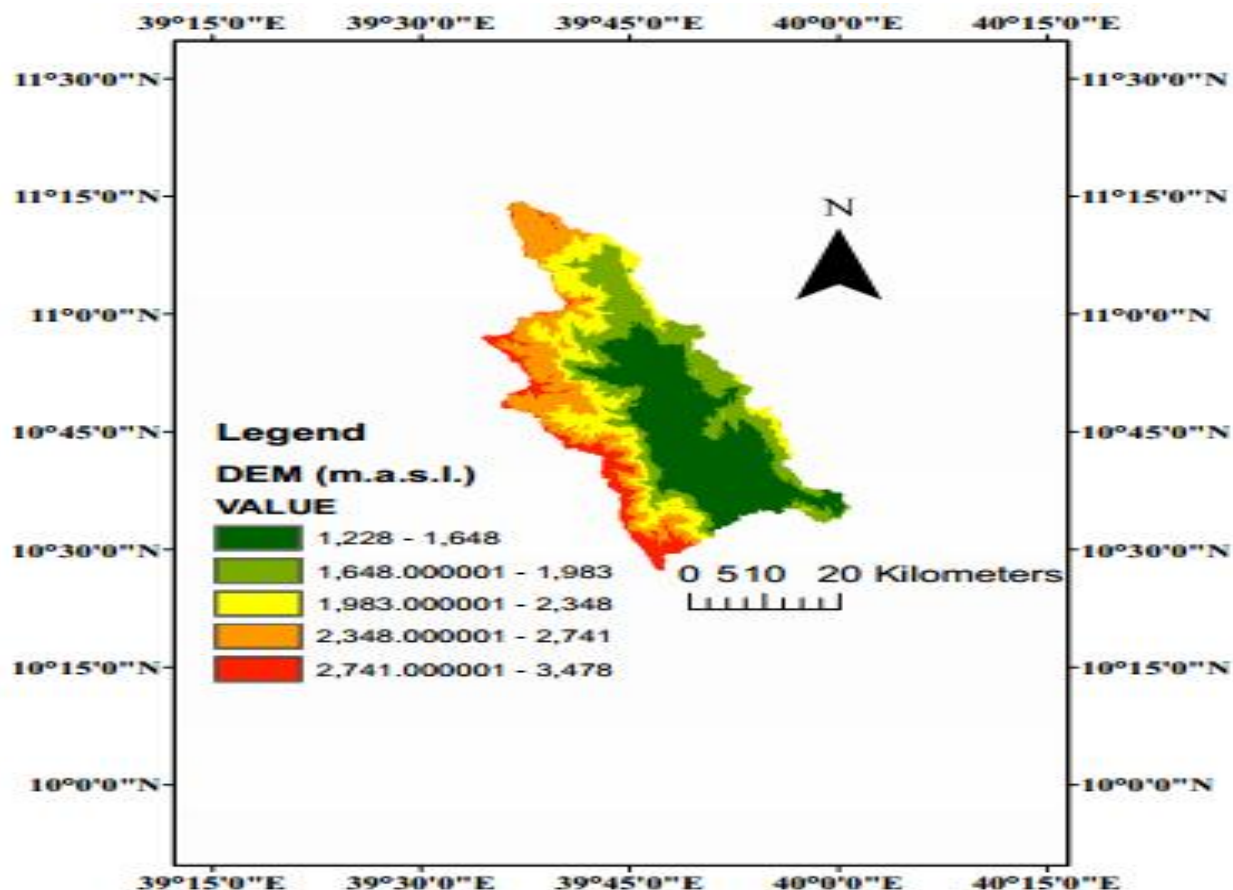 39°15'0"E 39°30'0"E 39°45'0"E 40°0'0"E 40°15'0"E
11°30'0"N 11°30'0"N
11°15'0"N 11°15'0"N
N
11°0'0"N 11°0'0"N
10°45'0"N 10°45'0"N
Legend
DEM (m.a.s.l.)
VALUE
1,228 - 1,648
1,648.000001 - 1,983
1,983.000001 - 2,348
2,348.000001 - 2,741
2,741.000001 - 3,478
10°30'0"N 10°30'0"N
0 5 10 20 Kilometers
10°15'0"N 10°15'0"N
10°0'0"N 10°0'0"N
39°15'0"E 39°30'0"E 39°45'0"E 40°0'0"E 40°15'0"E